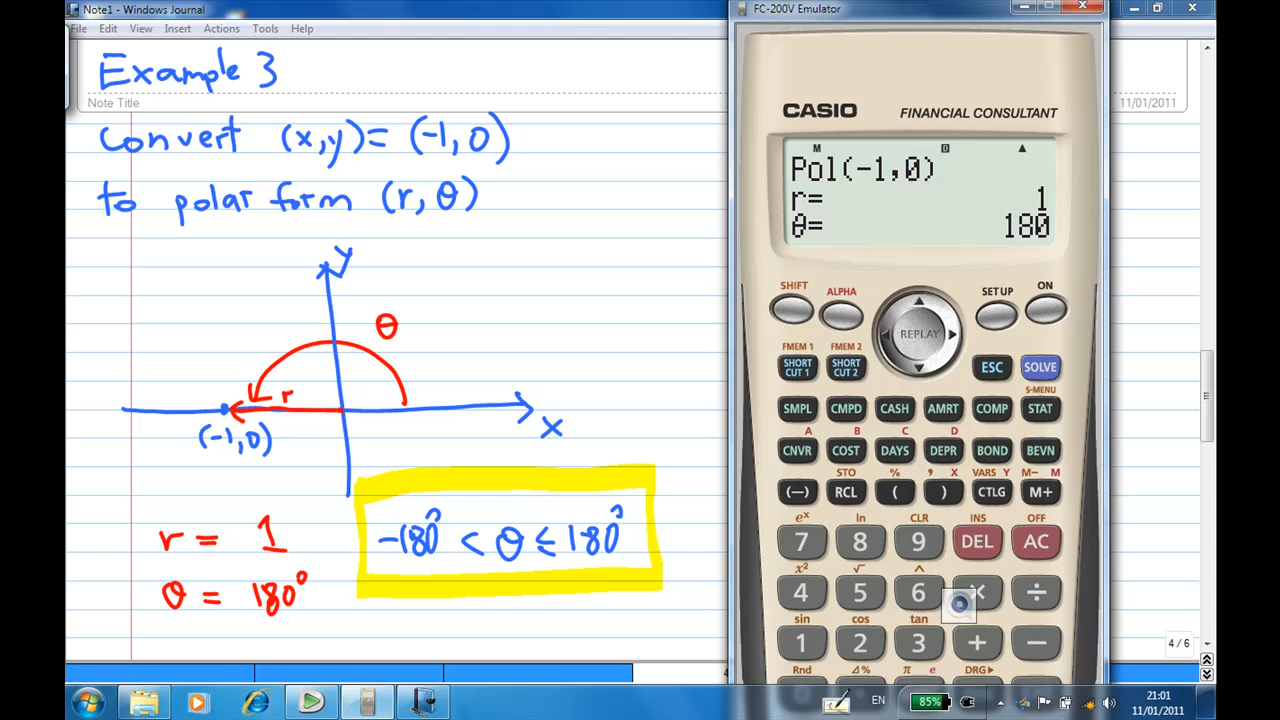 Note1 - Windows Journal
File Edit View Insert Actions Tools Help
Example 3
Note Title
11/01/2011
Convert (x,y)= (-1,0)
to polar form (r, θ)
y
θ
r
(-1,0)
x
r = 1
θ = 180°
-180° < θ ≤ 180°
4 / 6
FC-200V Emulator
CASIO FINANCIAL CONSULTANT
M D ▲
Pol(-1,0)
r= 1
θ= 180
SHIFT ALPHA REPLAY SET UP ON
FMEM 1 FMEM 2
SHORT CUT 1 SHORT CUT 2 ESC SOLVE
S-MENU
SMPL CMPD CASH AMRT COMP STAT
A B C D
CNVR COST DAYS DEPR BOND BEVN
STO % , X VARS Y M– M
(—) RCL ( ) CTLG M+
eˣ ln CLR INS OFF
7 8 9 DEL AC
x² √ ^
4 5 6 × ÷
sin cos tan
1 2 3 + −
Rnd Δ% π e DRG▶
EN 85% 21:01
11/01/2011